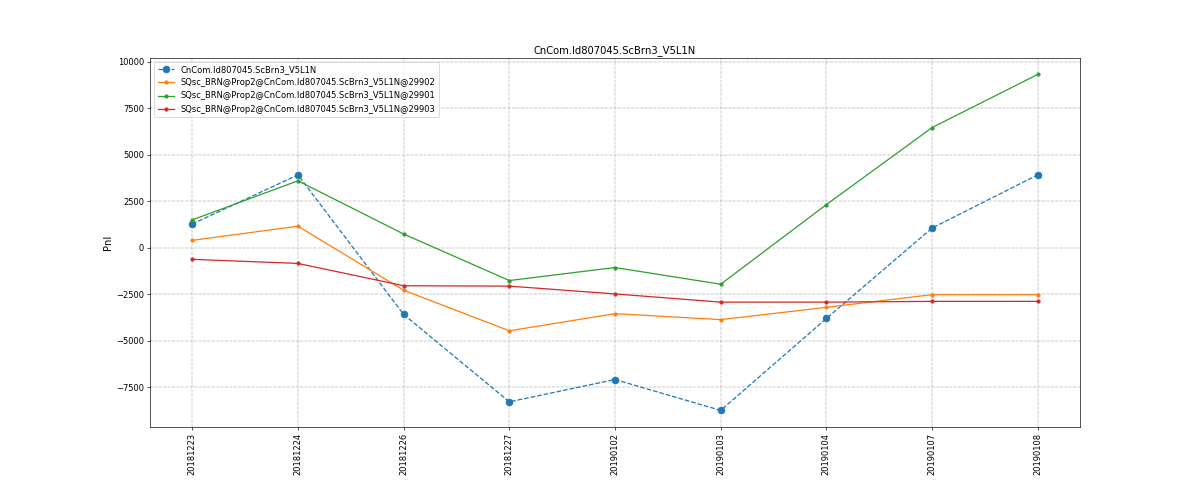 CnCom.Id807045.ScBrn3_V5L1N
CnCom.Id807045.ScBrn3_V5L1N
SQsc_BRN@Prop2@CnCom.Id807045.ScBrn3_V5L1N@29902
SQsc_BRN@Prop2@CnCom.Id807045.ScBrn3_V5L1N@29901
SQsc_BRN@Prop2@CnCom.Id807045.ScBrn3_V5L1N@29903
10000
7500
5000
2500
0
−2500
−5000
−7500
Pnl
20181223
20181224
20181226
20181227
20190102
20190103
20190104
20190107
20190108